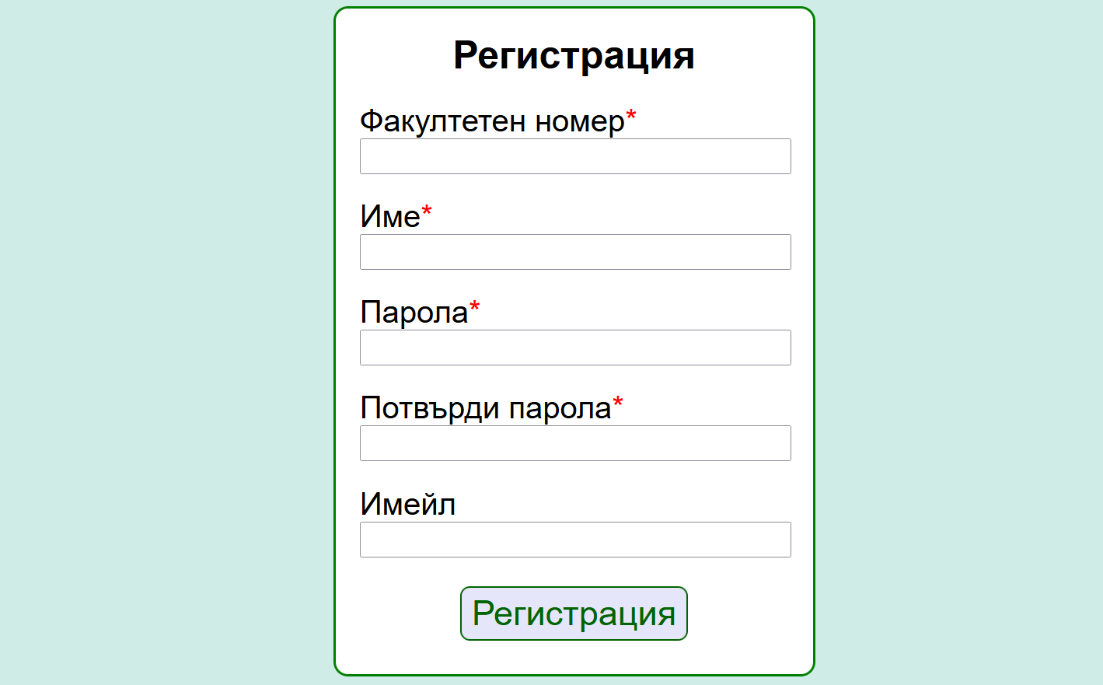 Регистрация
Факултетен номер*
Име*
Парола*
Потвърди парола*
Имейл
Регистрация